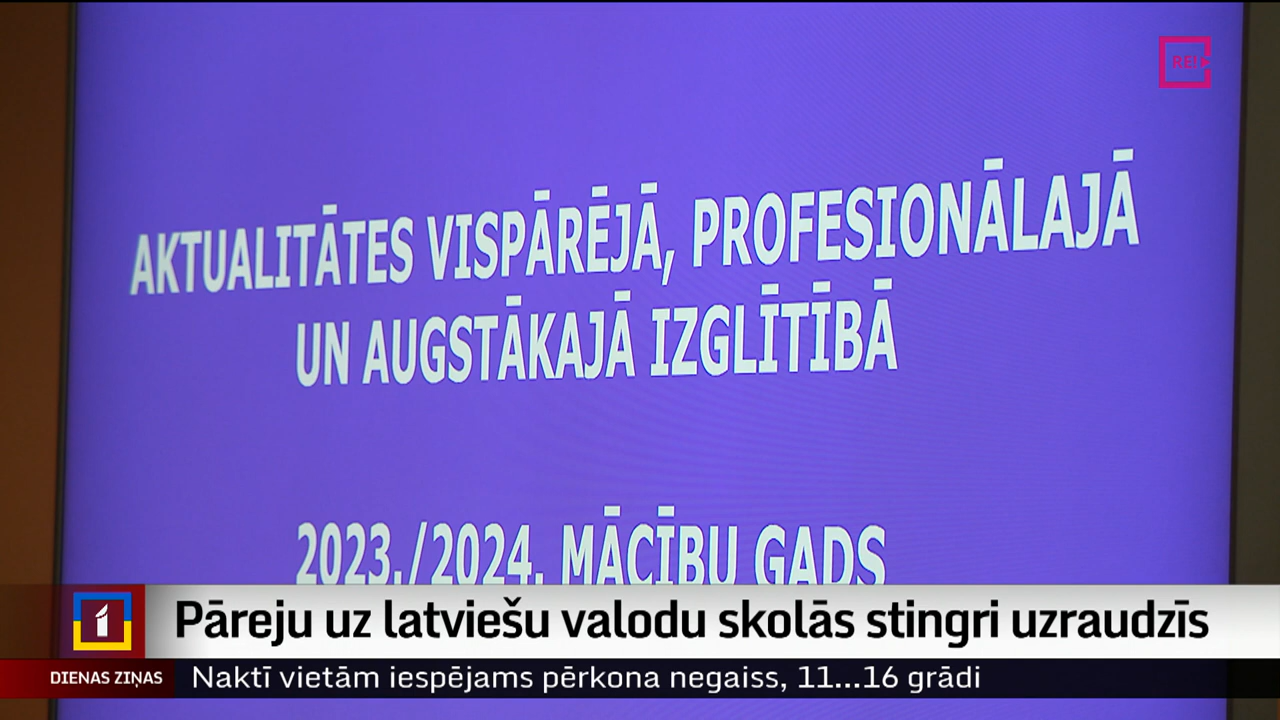 RE!
AKTUALITĀTES VISPĀRĒJĀ, PROFESIONĀLAJĀ
UN AUGSTĀKAJĀ IZGLĪTĪBĀ
2023./2024. MĀCĪBU GADS
1
Pāreju uz latviešu valodu skolās stingri uzraudzīs
DIENAS ZIŅAS
Naktī vietām iespējams pērkona negaiss, 11...16 grādi